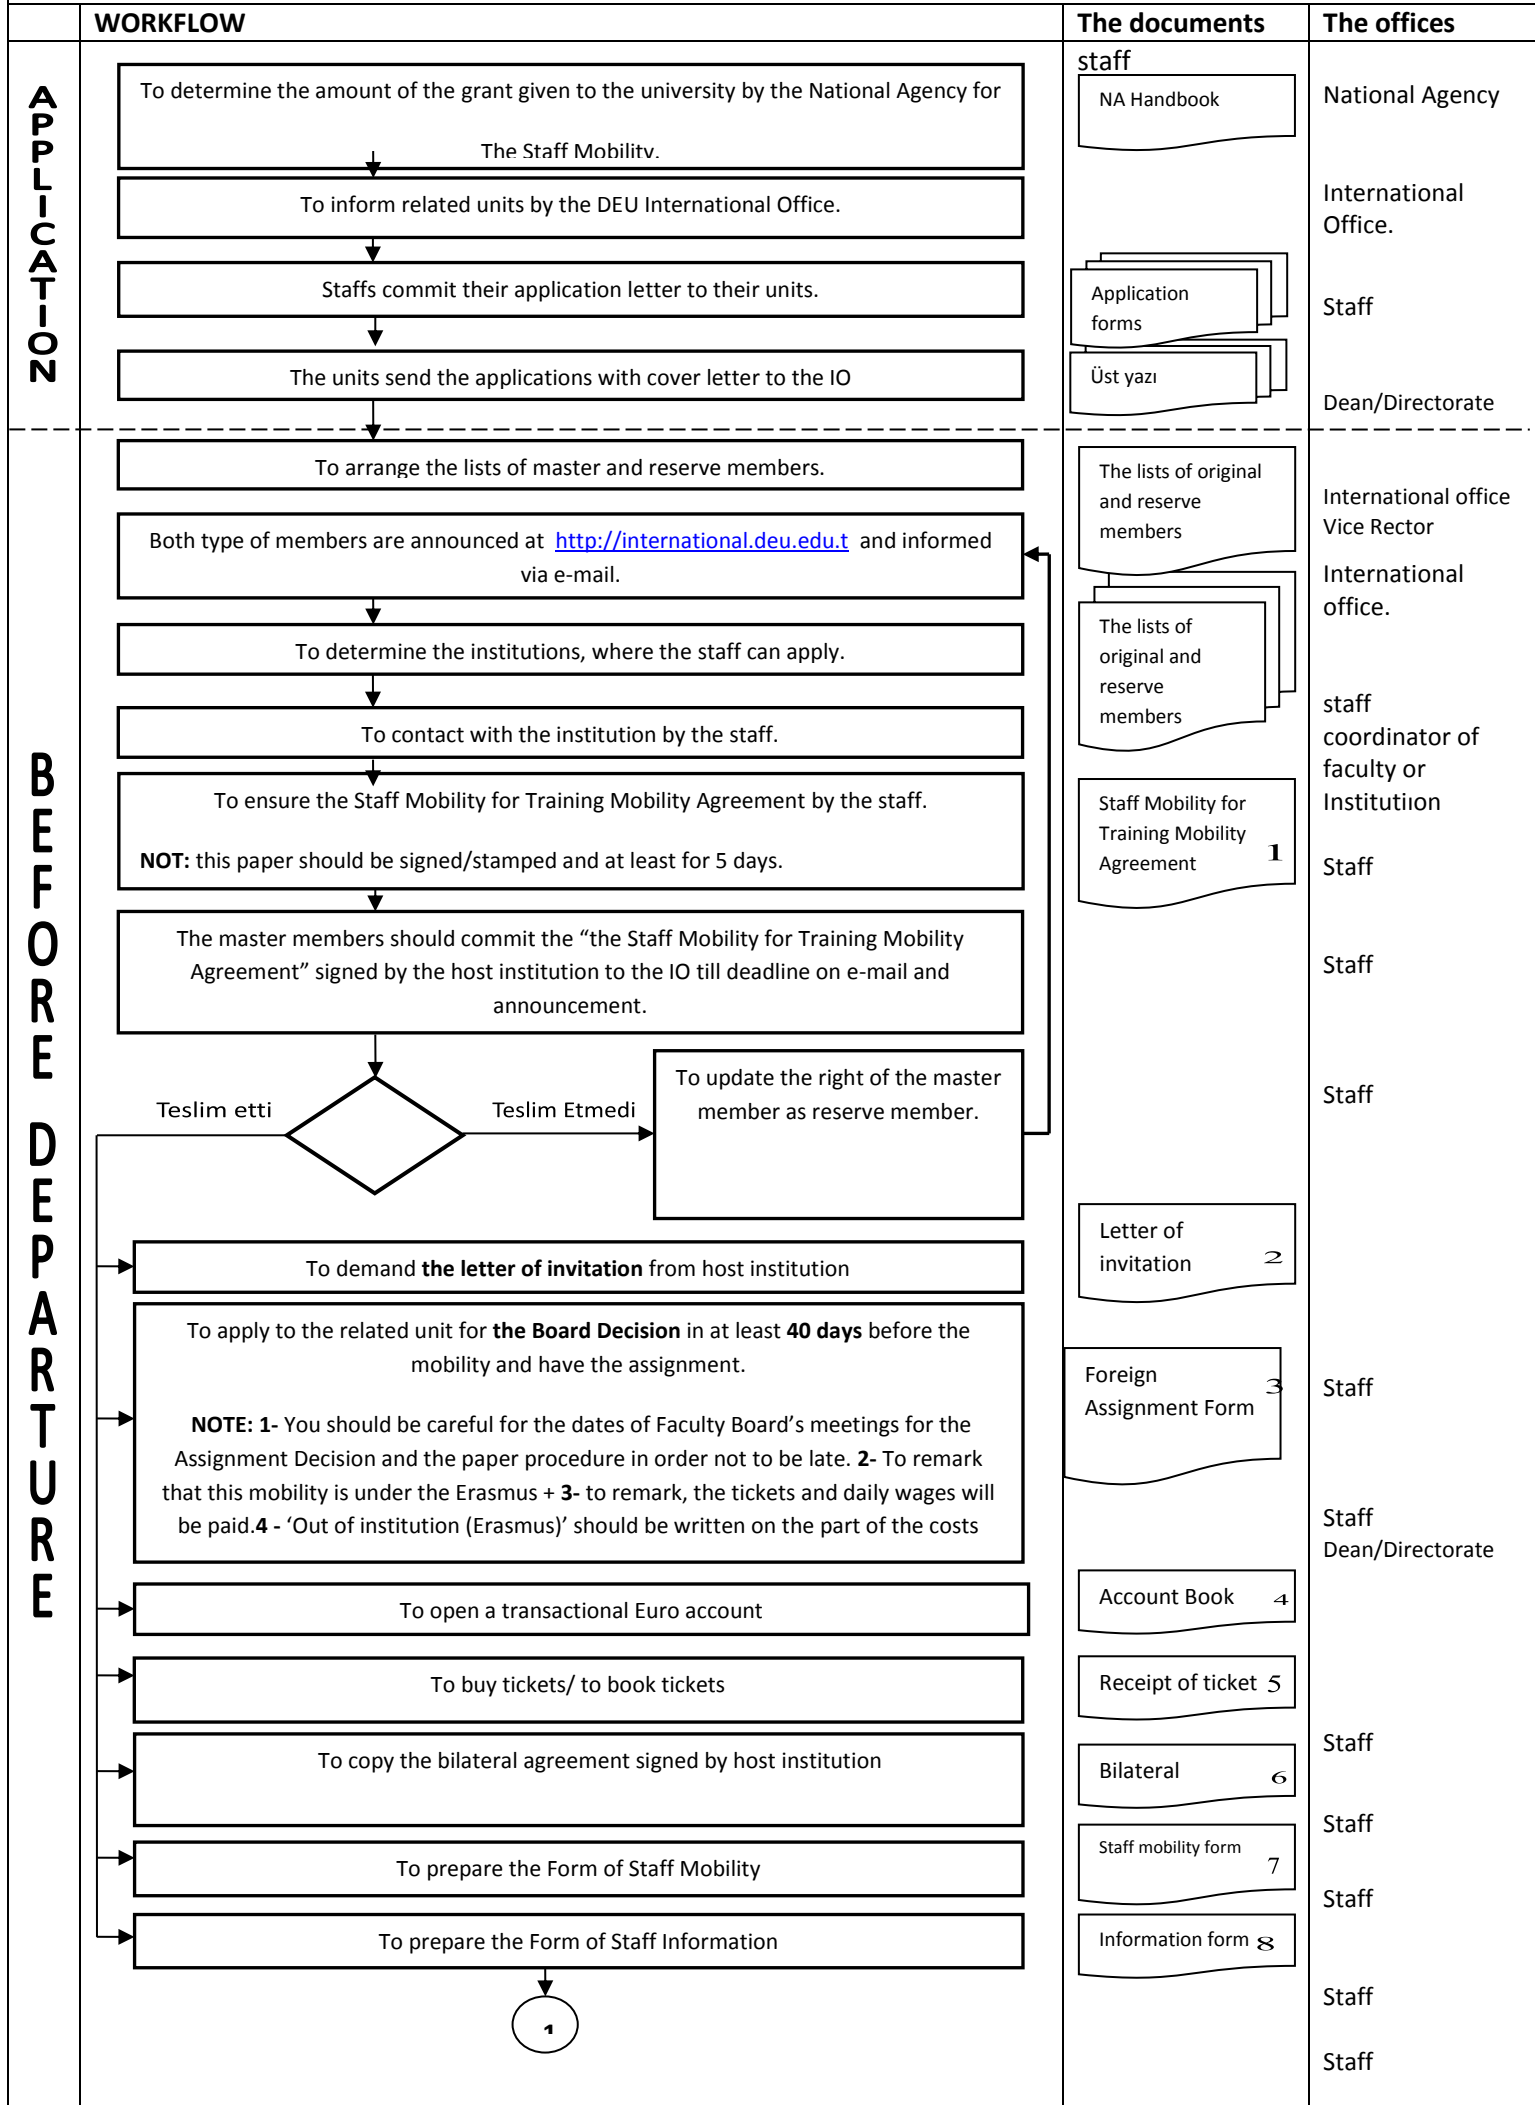 WORKFLOW
The documents
The offices
APPLICATION
To determine the amount of the grant given to the university by the National Agency for
The Staff Mobility.
staff
NA Handbook
National Agency
To inform related units by the DEU International Office.
International
Office.
Staffs commit their application letter to their units.
Application
forms
Staff
The units send the applications with cover letter to the IO
Üst yazı
Dean/Directorate
BEFORE DEPARTURE
To arrange the lists of master and reserve members.
The lists of original
and reserve
members
International office
Vice Rector
Both type of members are announced at http://international.deu.edu.t and informed
via e-mail.
International
office.
To determine the institutions, where the staff can apply.
The lists of
original and
reserve
members
To contact with the institution by the staff.
staff
coordinator of
faculty or
Institutiıon
To ensure the Staff Mobility for Training Mobility Agreement by the staff.
NOT: this paper should be signed/stamped and at least for 5 days.
Staff Mobility for
Training Mobility
Agreement 1
Staff
The master members should commit the “the Staff Mobility for Training Mobility
Agreement” signed by the host institution to the IO till deadline on e-mail and
announcement.
Staff
Teslim etti
Teslim Etmedi
To update the right of the master
member as reserve member.
Staff
To demand the letter of invitation from host institution
Letter of
invitation 2
To apply to the related unit for the Board Decision in at least 40 days before the
mobility and have the assignment.
NOTE: 1- You should be careful for the dates of Faculty Board’s meetings for the
Assignment Decision and the paper procedure in order not to be late. 2- To remark
that this mobility is under the Erasmus + 3- to remark, the tickets and daily wages will
be paid.4 - ‘Out of institution (Erasmus)’ should be written on the part of the costs
Foreign 3
Assignment Form
Staff
Staff
Dean/Directorate
To open a transactional Euro account
Account Book 4
To buy tickets/ to book tickets
Receipt of ticket 5
To copy the bilateral agreement signed by host institution
Bilateral 6
Staff
To prepare the Form of Staff Mobility
Staff mobility form 7
Staff
Staff
To prepare the Form of Staff Information
Information form 8
1
Staff
Staff